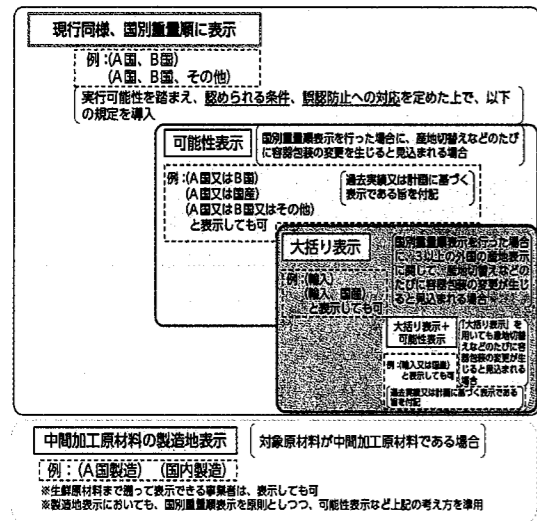 現行同様、国別重量順に表示
例：(A国、B国)
(A国、B国、その他)
実行可能性を踏まえ、認められる条件、誤認防止への対応を定めた上で、以下
の規定を導入
可能性表示
国別重量順表示を行った場合に、産地切替えなどのたび
に容器包装の変更を生じると見込まれる場合
例：(A国又はB国)
(A国又は国産)
(A国又はB国又はその他)
と表示しても可
過去実績又は計画に基づく
表示である旨を付記
大括り表示
国別重量順表示を行った場合
に、3以上の外国の産地表示
に関して、産地切替えなどの
たびに容器包装の変更が生じ
ると見込まれる場合
例：(輸入)
(輸入、国産)
と表示しても可
大括り表示＋
可能性表示
「大括り表示」を
用いても産地切替
えなどのたびに容
器包装の変更が生
じると見込まれる
場合
例：(輸入又は国産)
と表示しても可
過去実績又は計画に基づく表示である
旨を付記
中間加工原材料の製造地表示
対象原材料が中間加工原材料である場合
例：(A国製造) (国内製造)
※生鮮原材料まで遡って表示できる事業者は、表示しても可
※製造地表示においても、国別重量順表示を原則としつつ、可能性表示など上記の考え方を準用